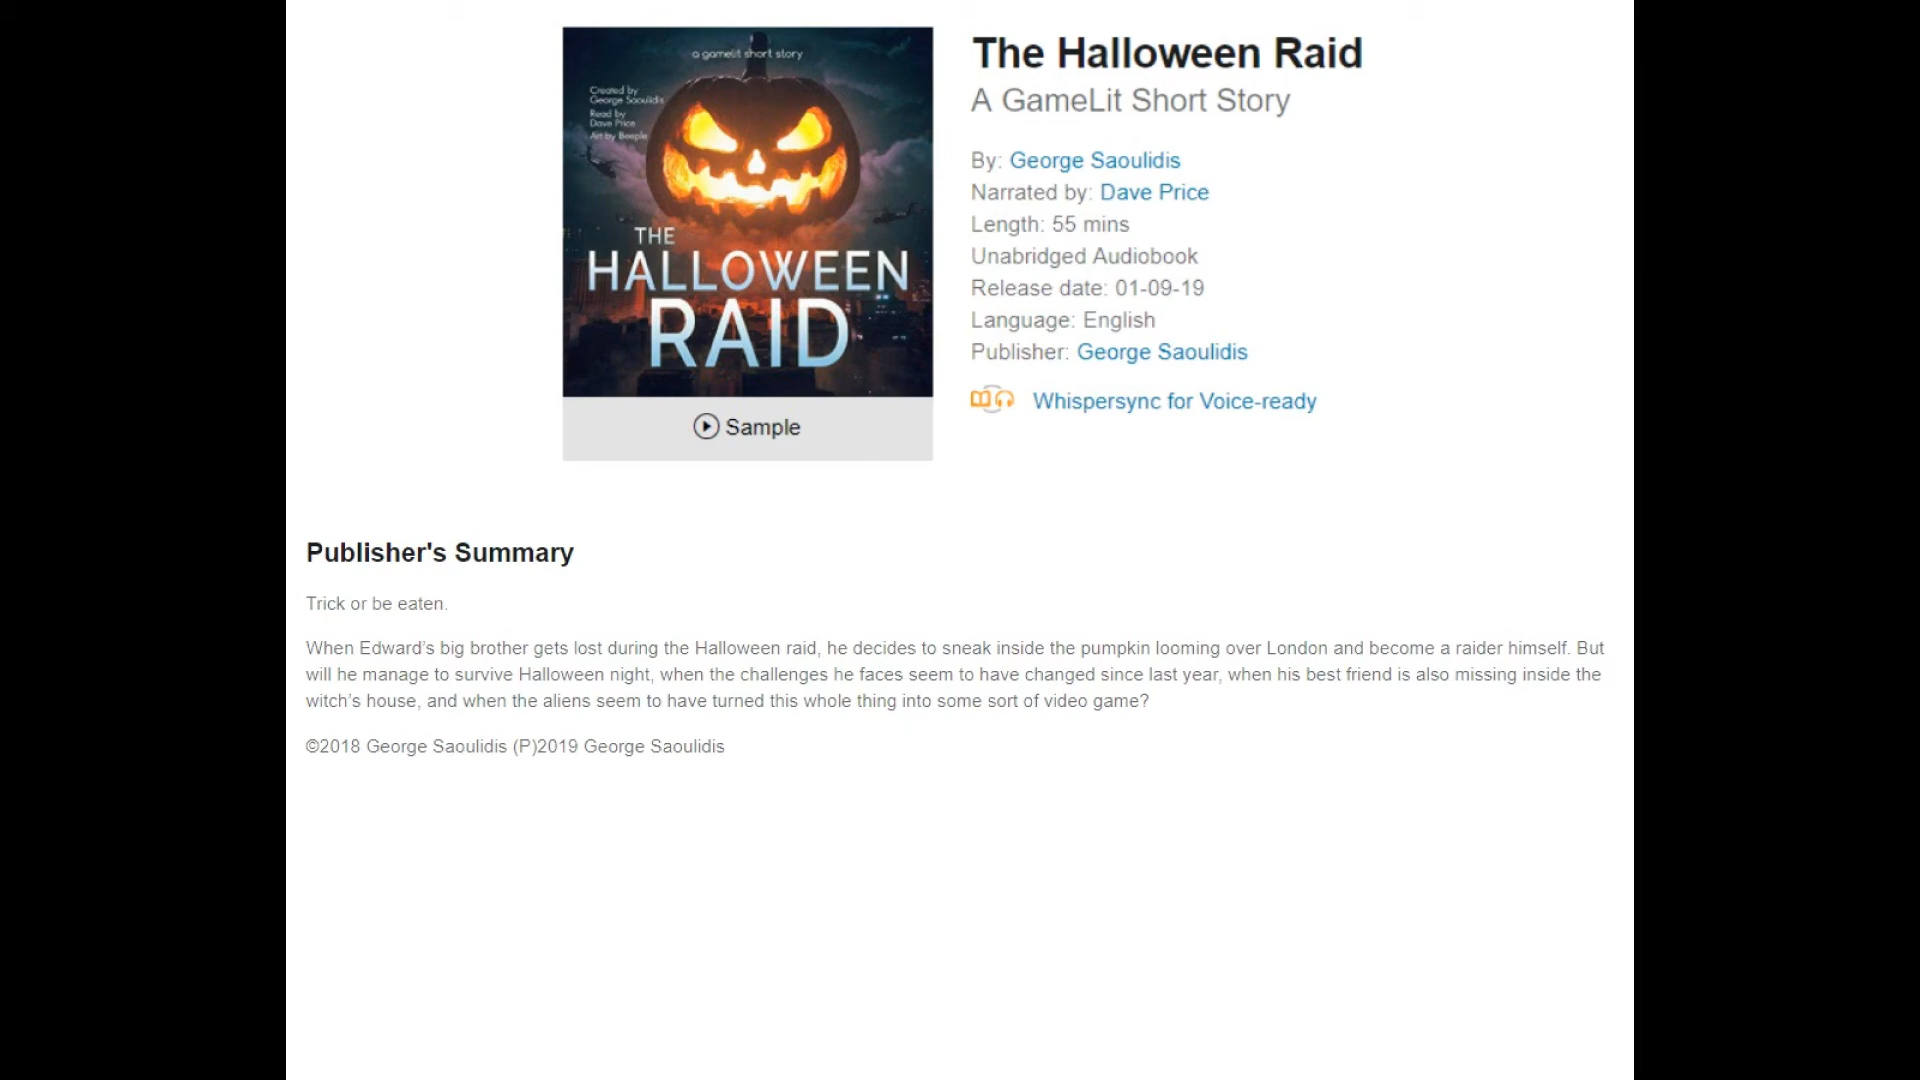 a gamelit short story
Created by
George Saoulidis
Read by
Dave Price
Art by Beeple
THE
HALLOWEEN
RAID
Sample
The Halloween Raid
A GameLit Short Story
By: George Saoulidis
Narrated by: Dave Price
Length: 55 mins
Unabridged Audiobook
Release date: 01-09-19
Language: English
Publisher: George Saoulidis
Whispersync for Voice-ready
Publisher's Summary
Trick or be eaten.
When Edward’s big brother gets lost during the Halloween raid, he decides to sneak inside the pumpkin looming over London and become a raider himself. But
will he manage to survive Halloween night, when the challenges he faces seem to have changed since last year, when his best friend is also missing inside the
witch’s house, and when the aliens seem to have turned this whole thing into some sort of video game?
©2018 George Saoulidis (P)2019 George Saoulidis